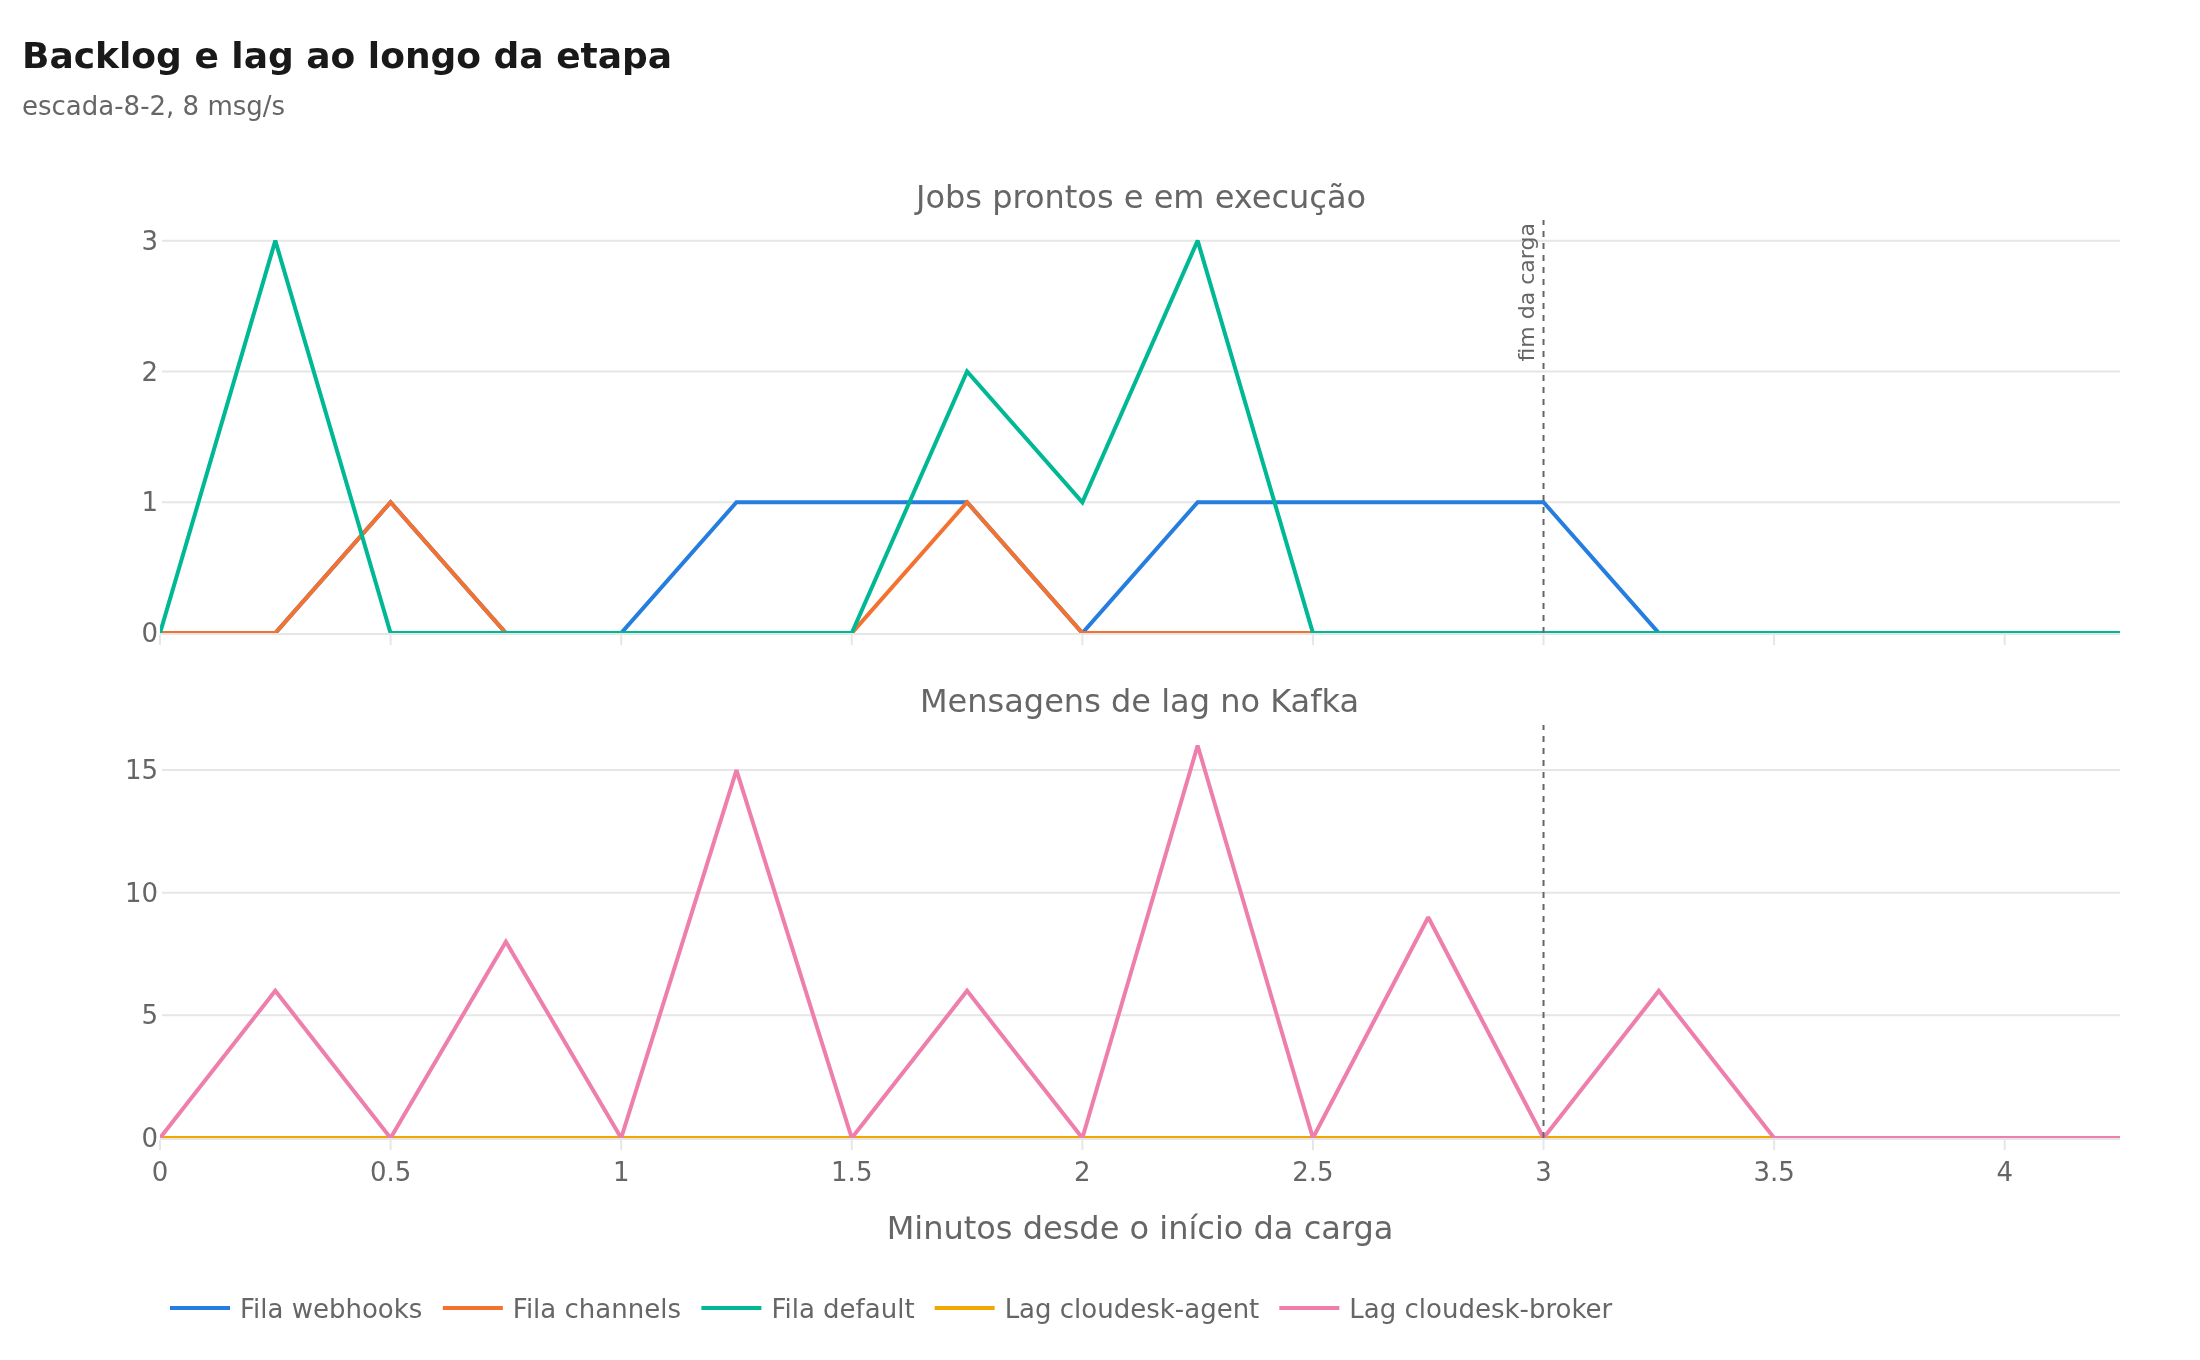 Backlog e lag ao longo da etapa
escada-8-2, 8 msg/s
Jobs prontos e em execução
3
2
1
0
fim da carga
Mensagens de lag no Kafka
15
10
5
0
0 0.5 1 1.5 2 2.5 3 3.5 4
Minutos desde o início da carga
Fila webhooks Fila channels Fila default Lag cloudesk-agent Lag cloudesk-broker